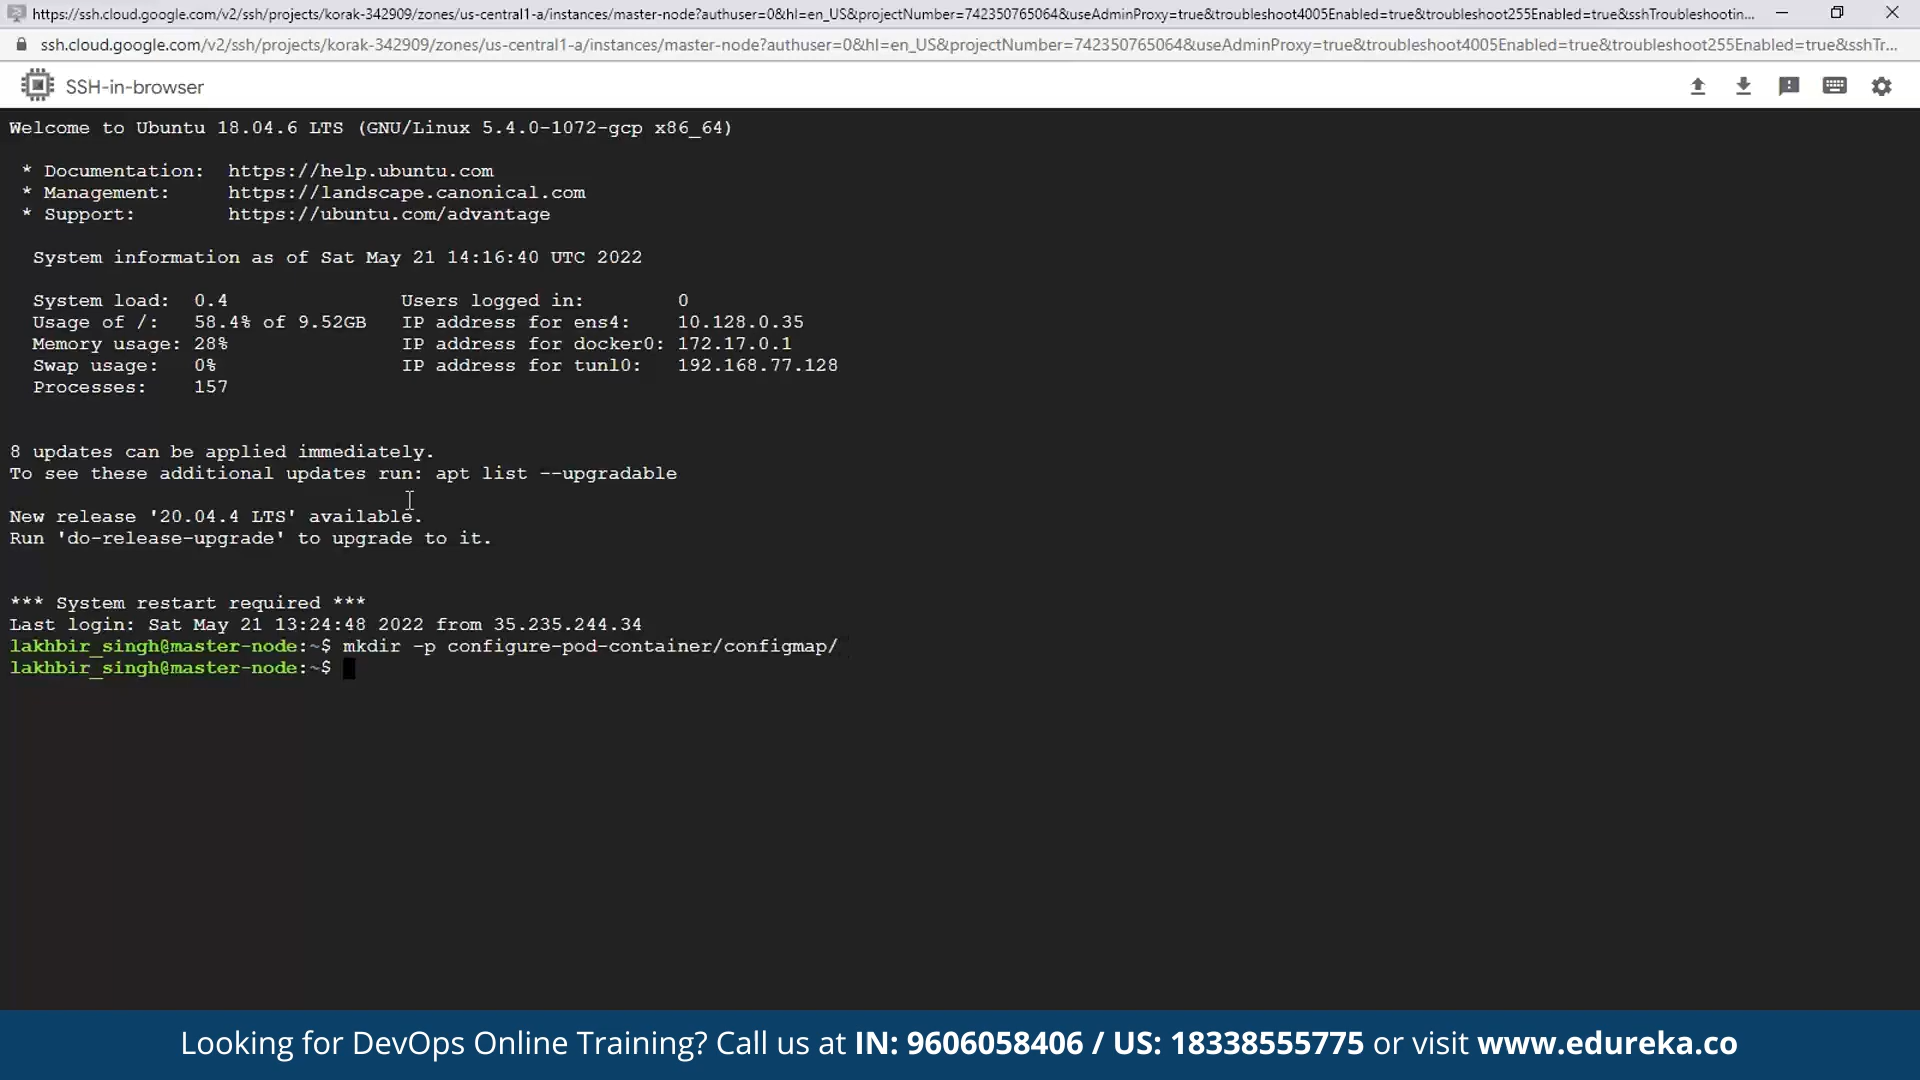 https://ssh.cloud.google.com/v2/ssh/projects/korak-342909/zones/us-central1-a/instances/master-node?authuser=0&hl=en_US&projectNumber=742350765064&useAdminProxy=true&troubleshoot4005Enabled=true&troubleshoot255Enabled=true&sshTroubleshootin...
ssh.cloud.google.com/v2/ssh/projects/korak-342909/zones/us-central1-a/instances/master-node?authuser=0&hl=en_US&projectNumber=742350765064&useAdminProxy=true&troubleshoot4005Enabled=true&troubleshoot255Enabled=true&sshTr...
SSH-in-browser
Welcome to Ubuntu 18.04.6 LTS (GNU/Linux 5.4.0-1072-gcp x86_64)
* Documentation:  https://help.ubuntu.com
* Management:     https://landscape.canonical.com
* Support:        https://ubuntu.com/advantage
System information as of Sat May 21 14:16:40 UTC 2022
System load:  0.4               Users logged in:        0
Usage of /:   58.4% of 9.52GB   IP address for ens4:    10.128.0.35
Memory usage: 28%               IP address for docker0: 172.17.0.1
Swap usage:   0%                IP address for tunl0:   192.168.77.128
Processes:    157
8 updates can be applied immediately.
To see these additional updates run: apt list --upgradable
New release '20.04.4 LTS' available.
Run 'do-release-upgrade' to upgrade to it.
*** System restart required ***
Last login: Sat May 21 13:24:48 2022 from 35.235.244.34
lakhbir_singh@master-node:~$ mkdir -p configure-pod-container/configmap/
lakhbir_singh@master-node:~$
Looking for DevOps Online Training? Call us at IN: 9606058406 / US: 18338555775 or visit www.edureka.co